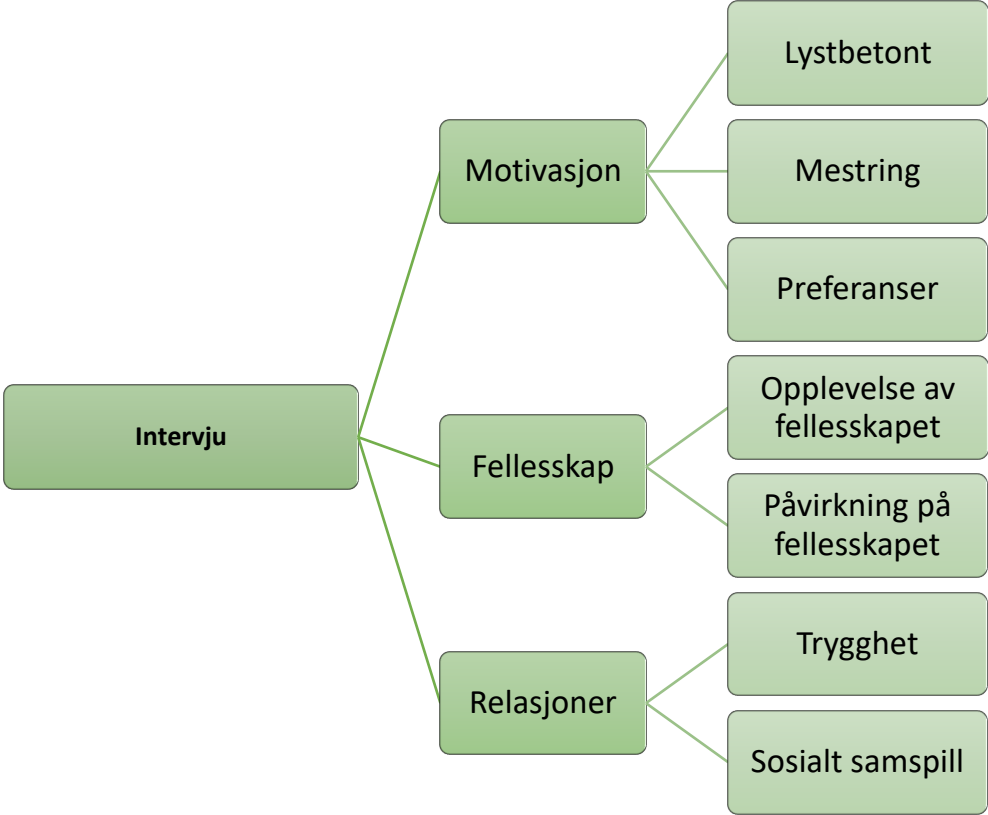 Intervju
Motivasjon
Lystbetont
Mestring
Preferanser
Fellesskap
Opplevelse av
fellesskapet
Påvirkning på
fellesskapet
Relasjoner
Trygghet
Sosialt samspill